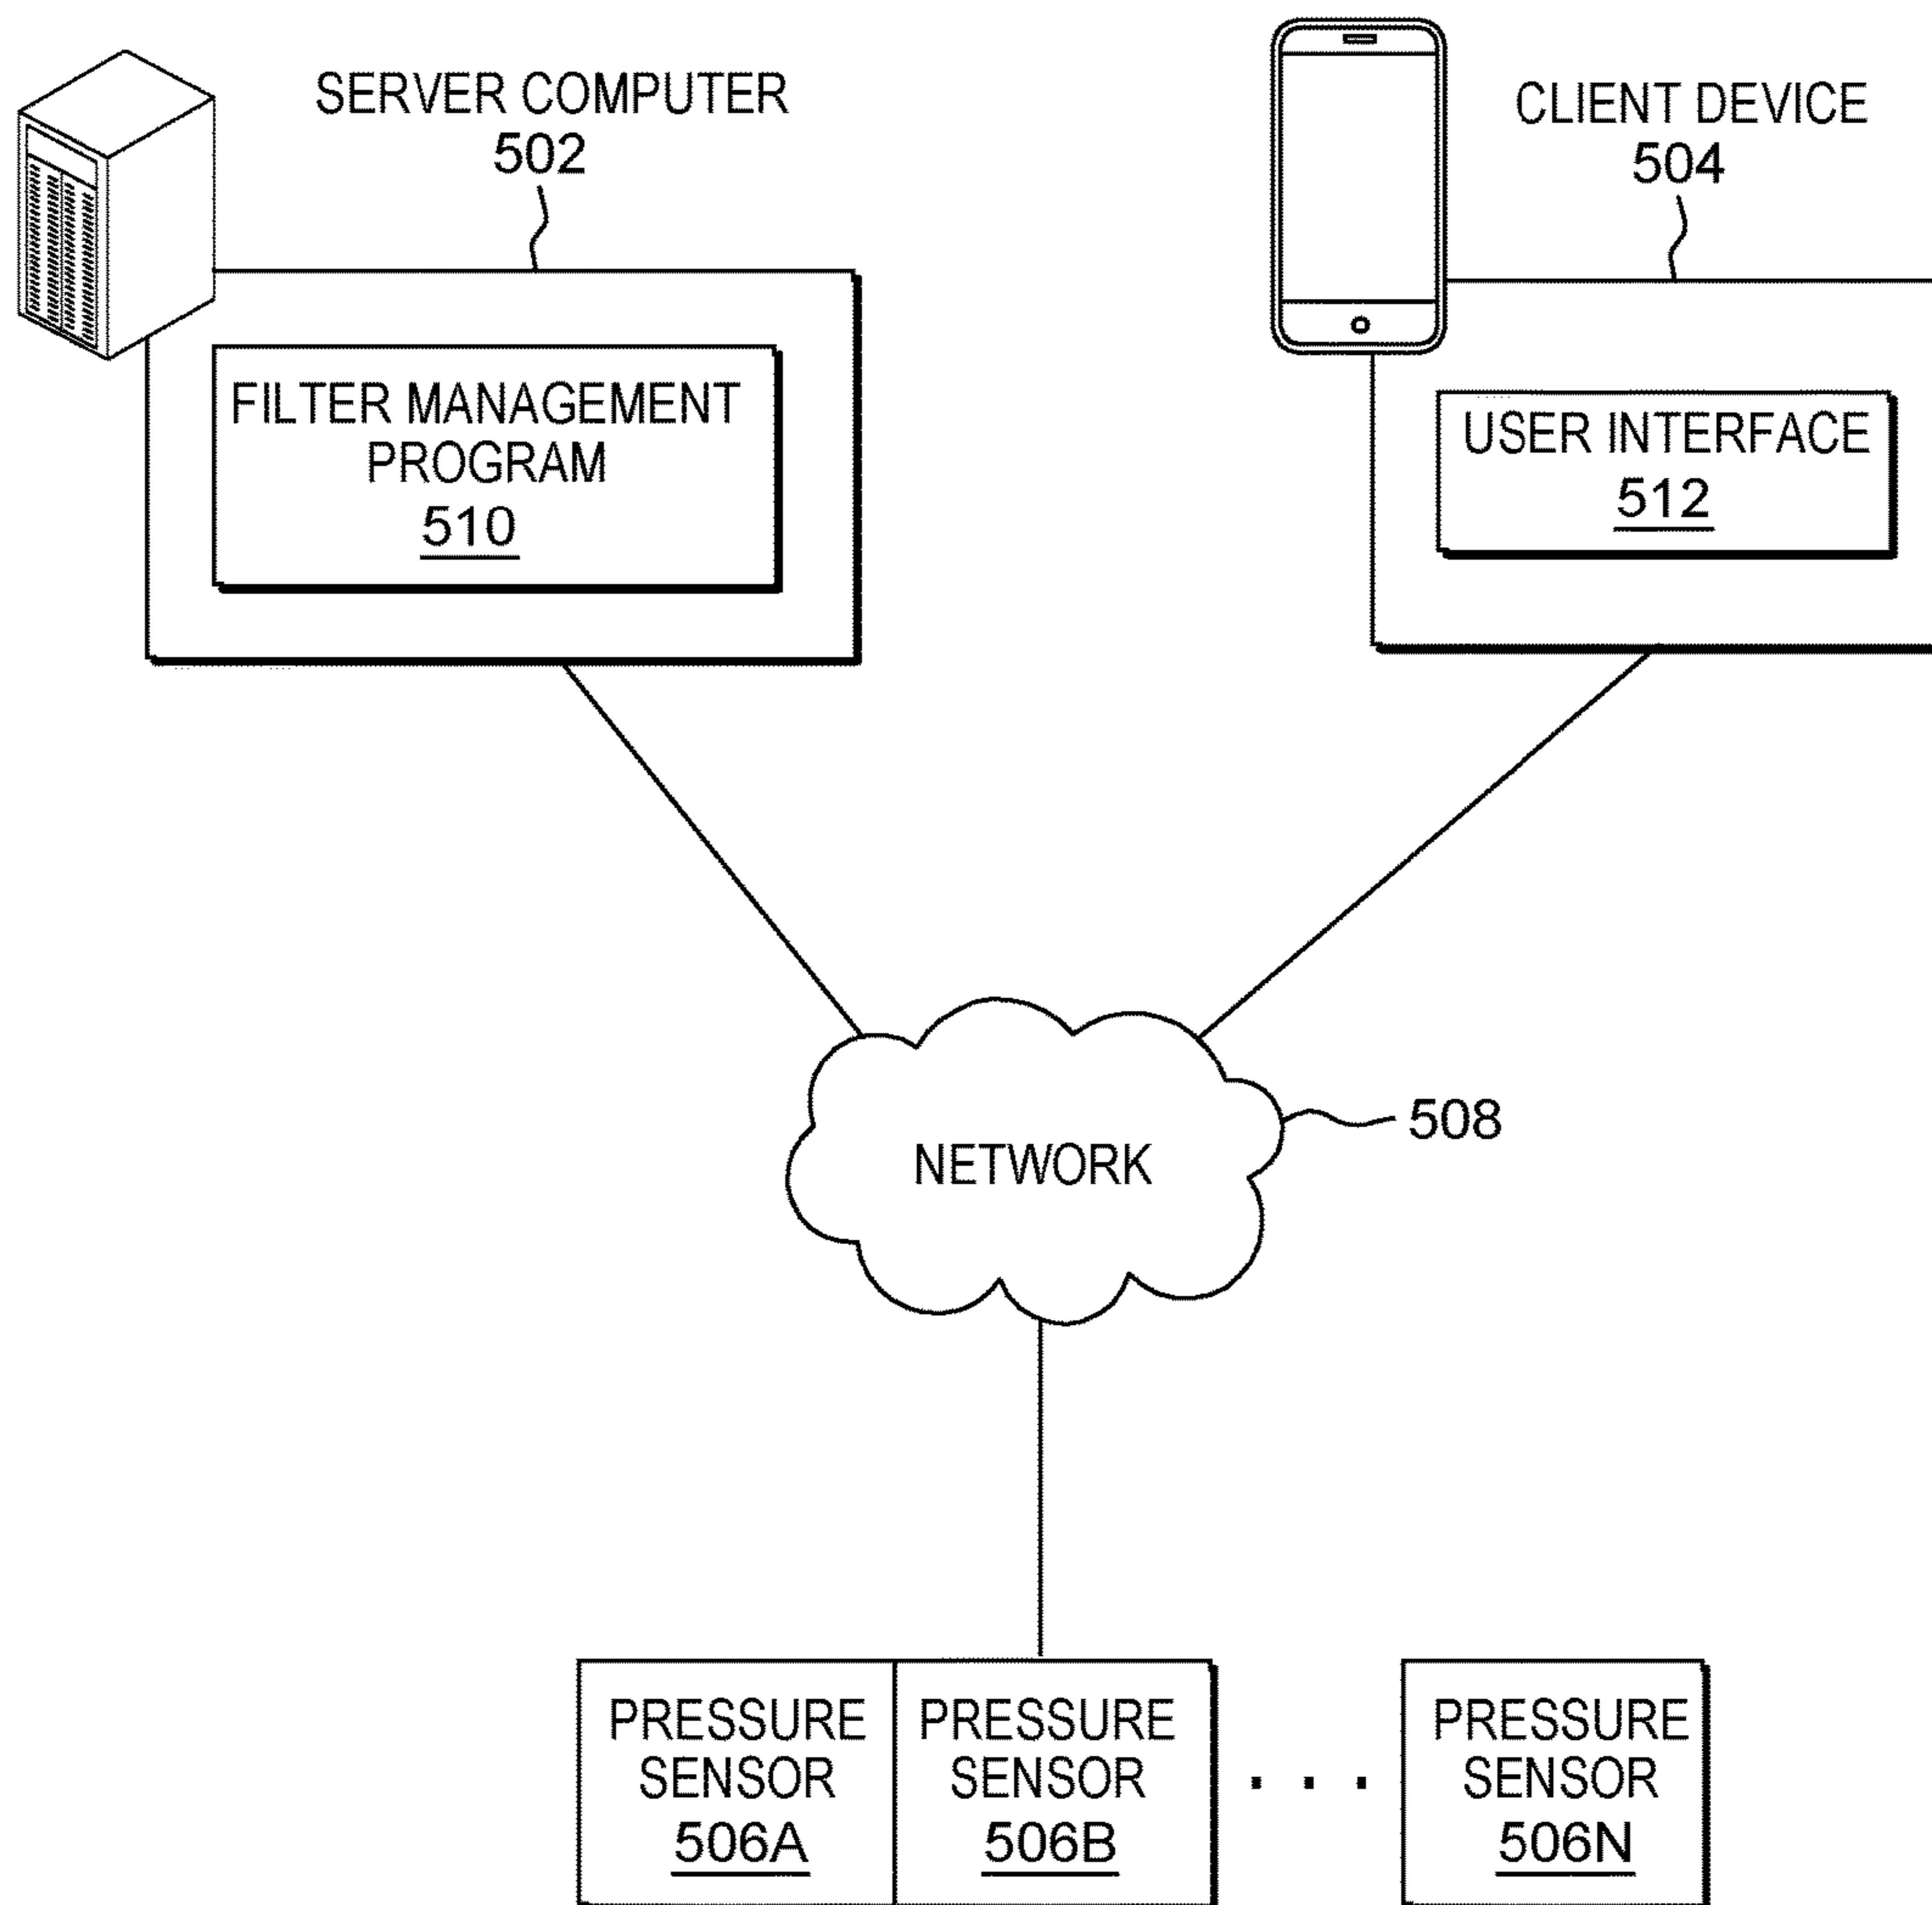 SERVER COMPUTER
502
CLIENT DEVICE
504
FILTER MANAGEMENT
PROGRAM
510
USER INTERFACE
512
508
NETWORK
PRESSURE
SENSOR
506A
PRESSURE
SENSOR
506B
. . .
PRESSURE
SENSOR
506N